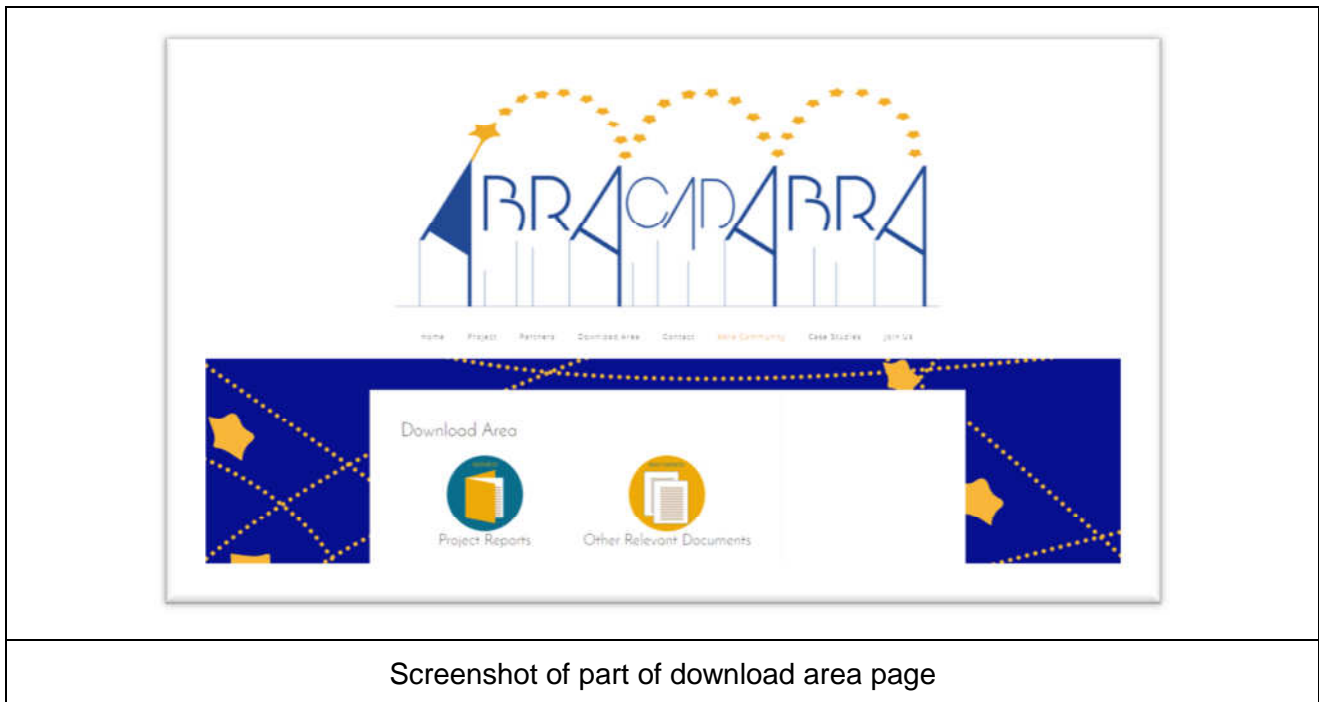 ABRACADABRA
Home Project Partners Download Area Contact Community Case Studies Join Us
Download Area
Project Reports Other Relevant Documents
Screenshot of part of download area page